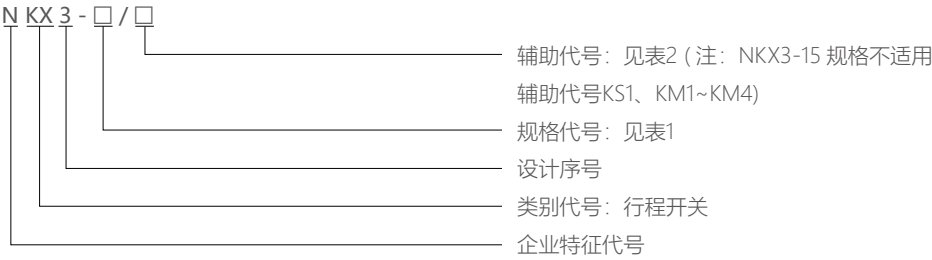 N KX 3 - □ / □
辅助代号：见表2 ( 注：NKX3-15 规格不适用
辅助代号KS1、KM1~KM4)
规格代号：见表1
设计序号
类别代号：行程开关
企业特征代号